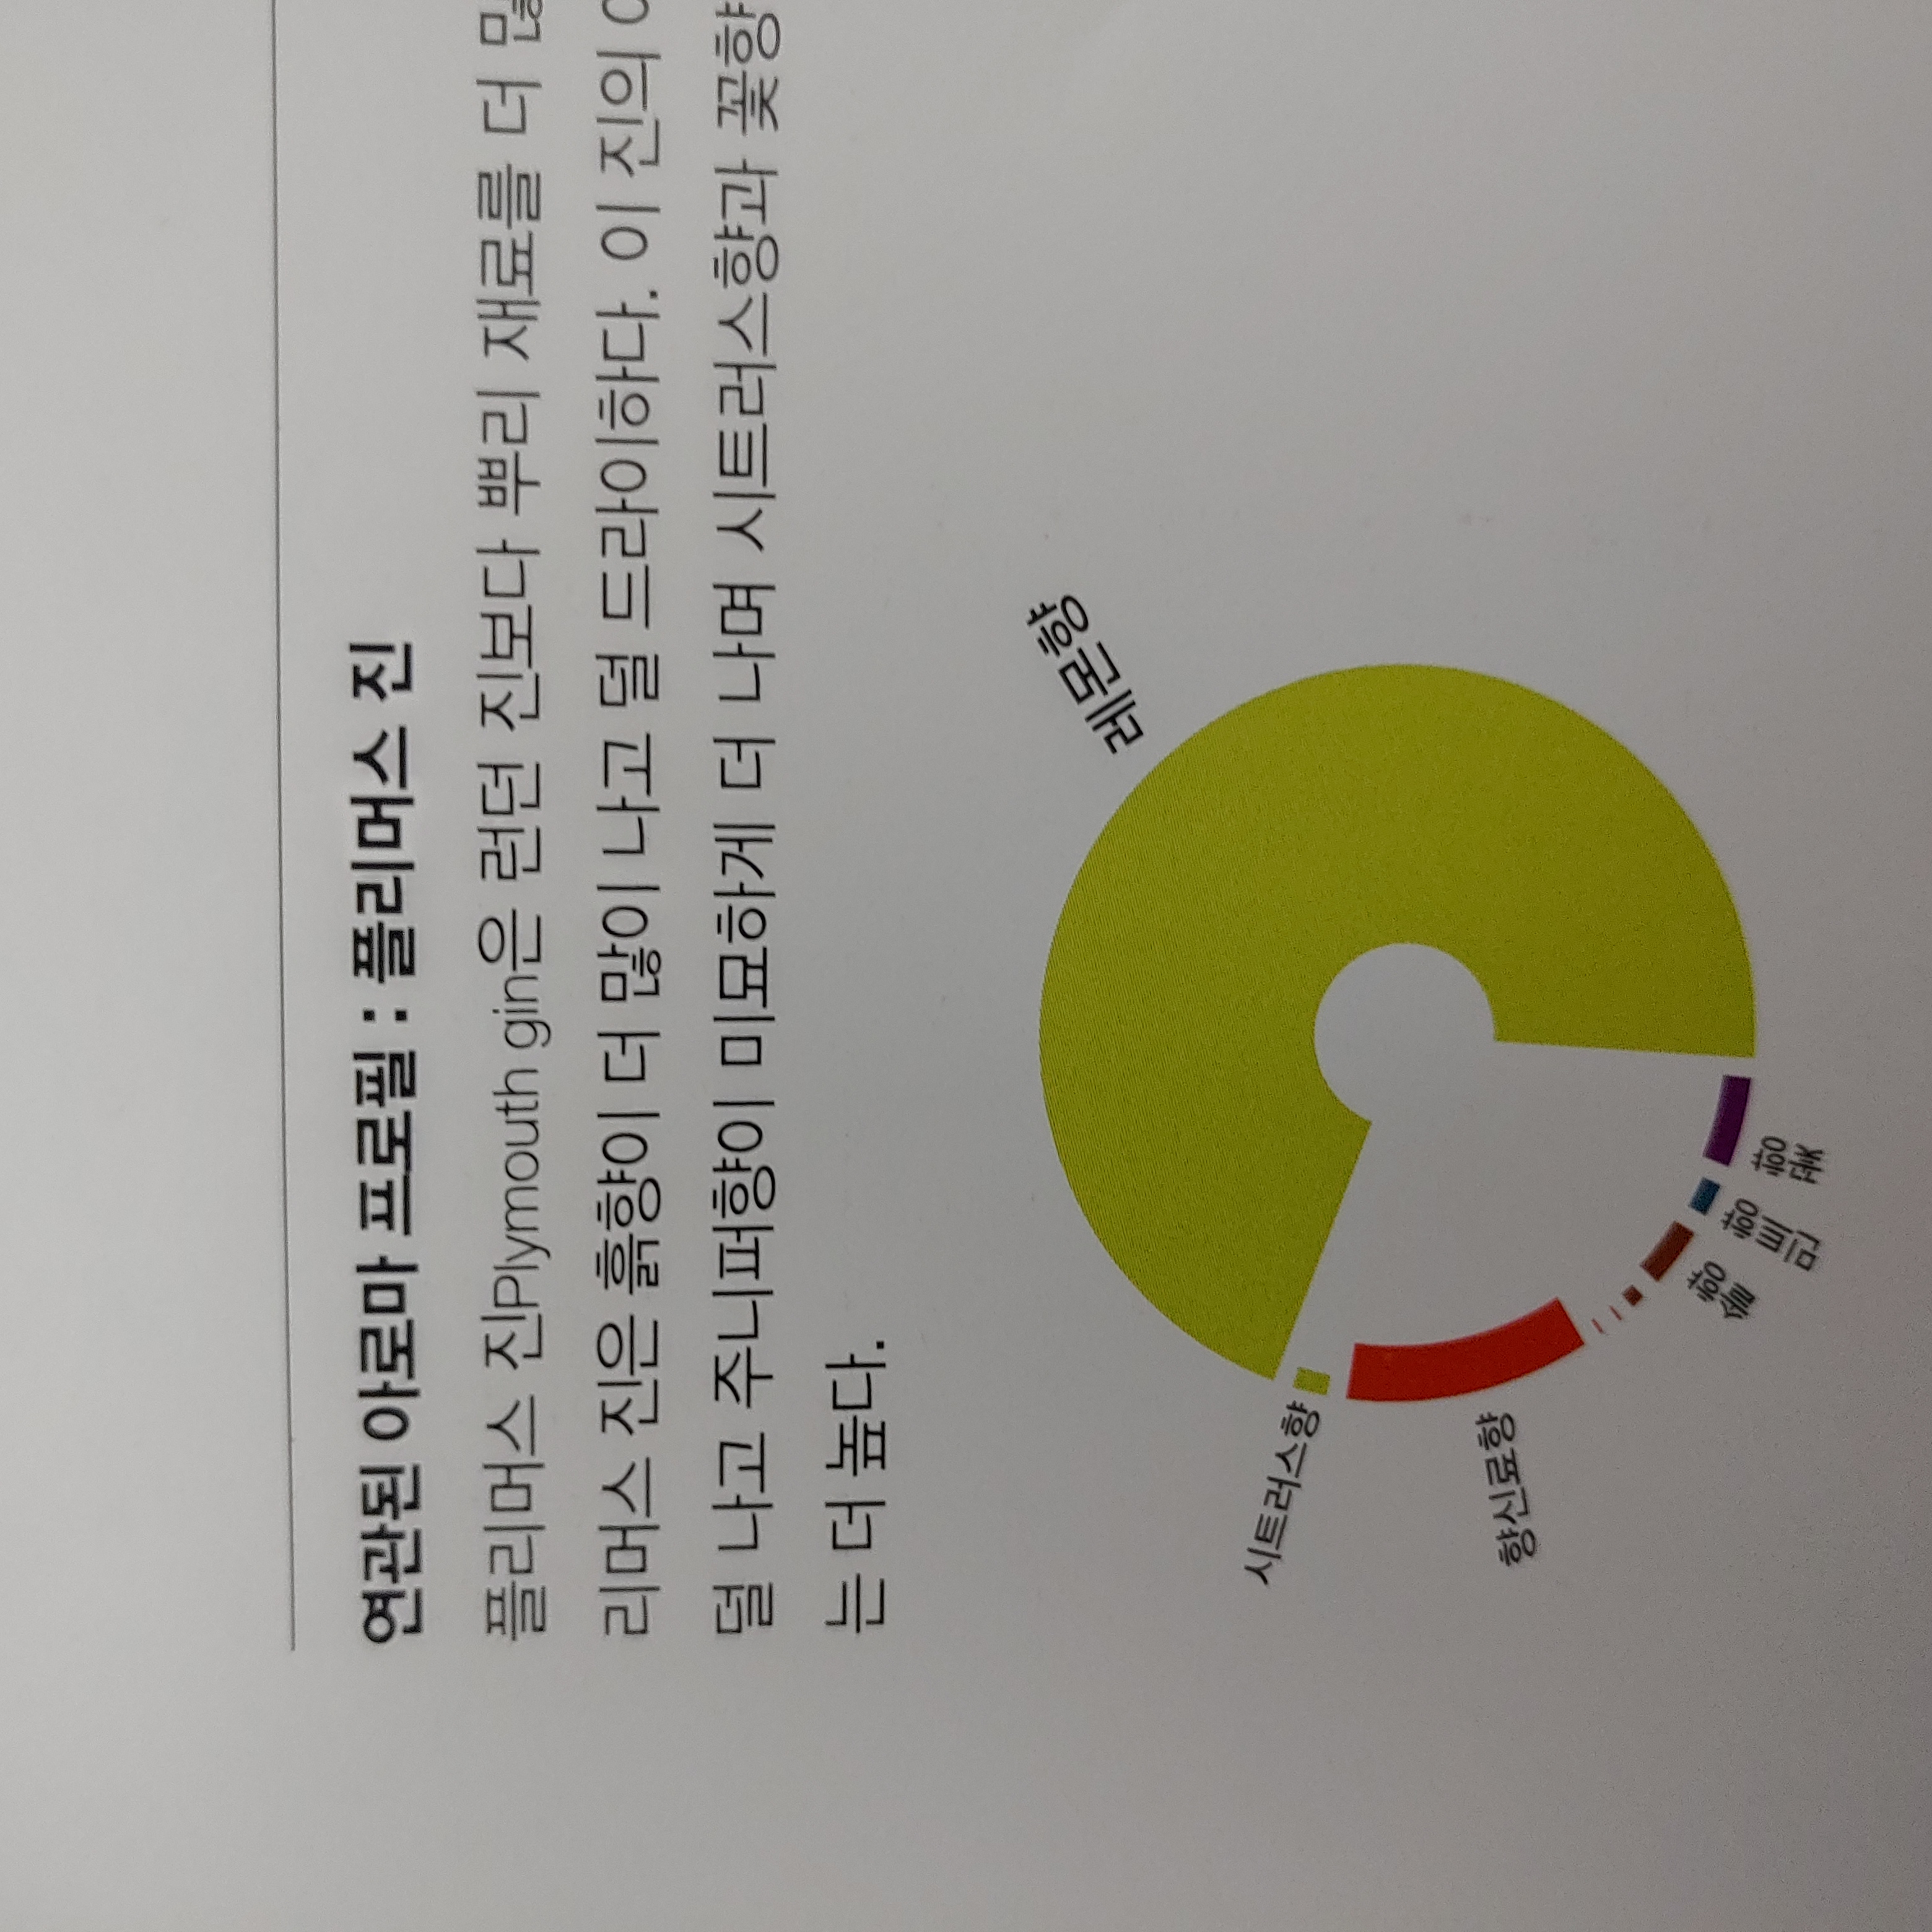 연관된 아로마 프로필 : 플리머스 진
플리머스 진Plymouth gin은 런던 진보다 뿌리 재료를 더
리머스 진은 흙향이 더 많이 나고 덜 드라이하다. 이 진의
덜 나고 주니퍼향이 미묘하게 더 나며 시트러스향과 꽃향
는 더 높다.
레몬향
시트러스향
향신료향
솔향
민트향
꽃향